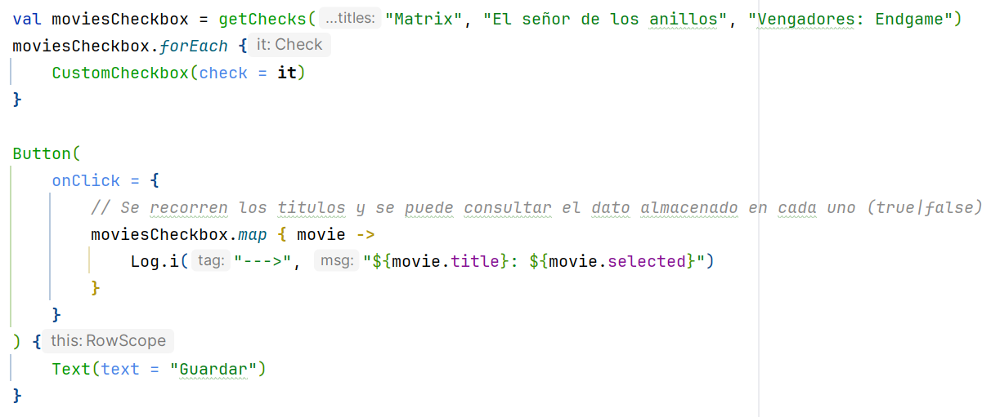 val moviesCheckbox = getChecks( ...titles: "Matrix", "El señor de los anillos", "Vengadores: Endgame")
moviesCheckbox.forEach { it: Check
    CustomCheckbox(check = it)
}
Button(
    onClick = {
        // Se recorren los titulos y se puede consultar el dato almacenado en cada uno (true|false)
        moviesCheckbox.map { movie ->
            Log.i( tag: "--->", msg: "${movie.title}: ${movie.selected}")
        }
    }
) { this: RowScope
    Text(text = "Guardar")
}